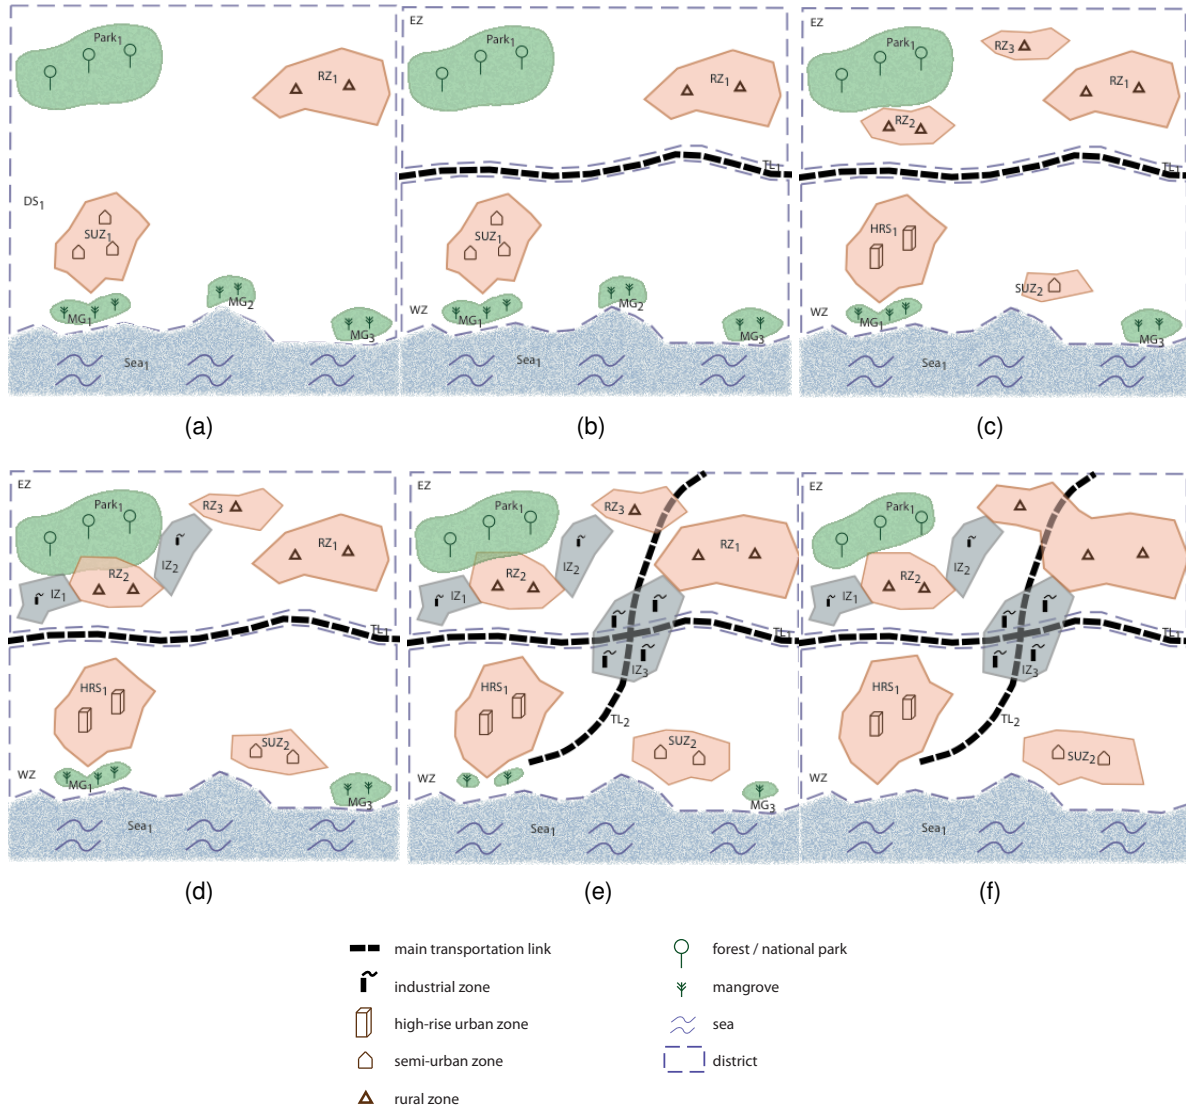 Park1
RZ1
DS1
SUZ1
MG2
MG1
MG3
Sea1
(a)
EZ
Park1
RZ1
TL1
SUZ1
MG2
WZ
MG1
MG3
Sea1
(b)
EZ
RZ3
Park1
RZ1
RZ2
TL1
HRS1
SUZ2
WZ
MG1
MG3
Sea1
(c)
EZ
Park1
RZ3
RZ1
IZ2
RZ2
IZ1
TL1
HRS1
SUZ2
WZ
MG1
MG3
Sea1
(d)
EZ
RZ3
Park1
RZ1
RZ2
IZ2
IZ1
TL1
IZ3
HRS1
TL2
SUZ2
WZ
MG3
Sea1
(e)
EZ
Park1
IZ2
RZ2
IZ1
TL1
IZ3
HRS1
TL2
SUZ2
WZ
Sea1
(f)
main transportation link
industrial zone
high-rise urban zone
semi-urban zone
rural zone
forest / national park
mangrove
sea
district